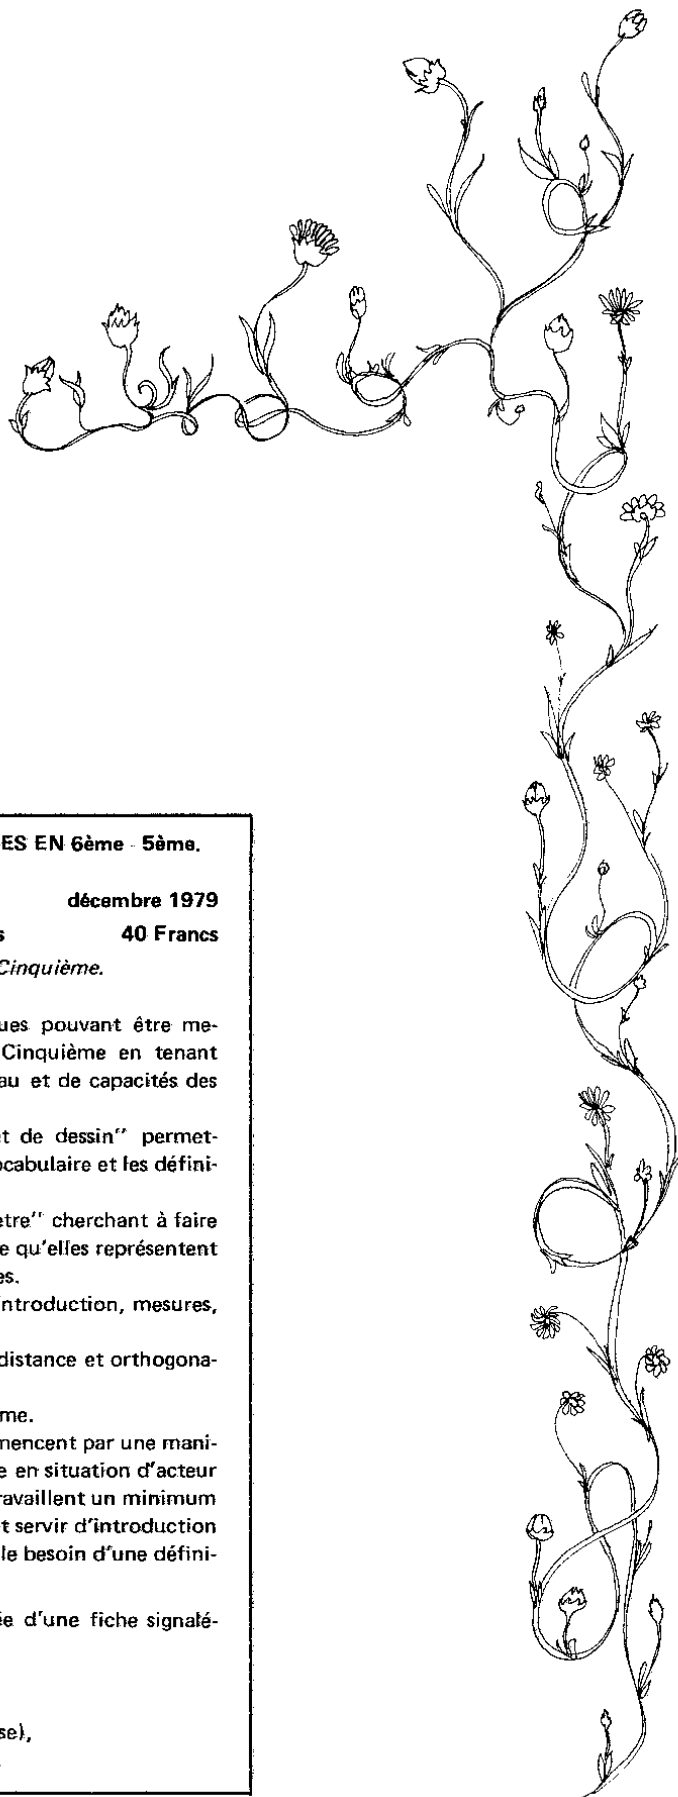 ES EN 6ème - 5ème.
décembre 1979
s 40 Francs
Cinquième.
ues pouvant être me-
Cinquième en tenant
au et de capacités des
et de dessin" permet-
ocabulaire et les défini-
ètre" cherchant à faire
e qu'elles représentent
es.
introduction, mesures,
distance et orthogona-
me.
mencent par une mani-
e en situation d'acteur
ravaillent un minimum
t servir d'introduction
le besoin d'une défini-
ée d'une fiche signalé-
se),